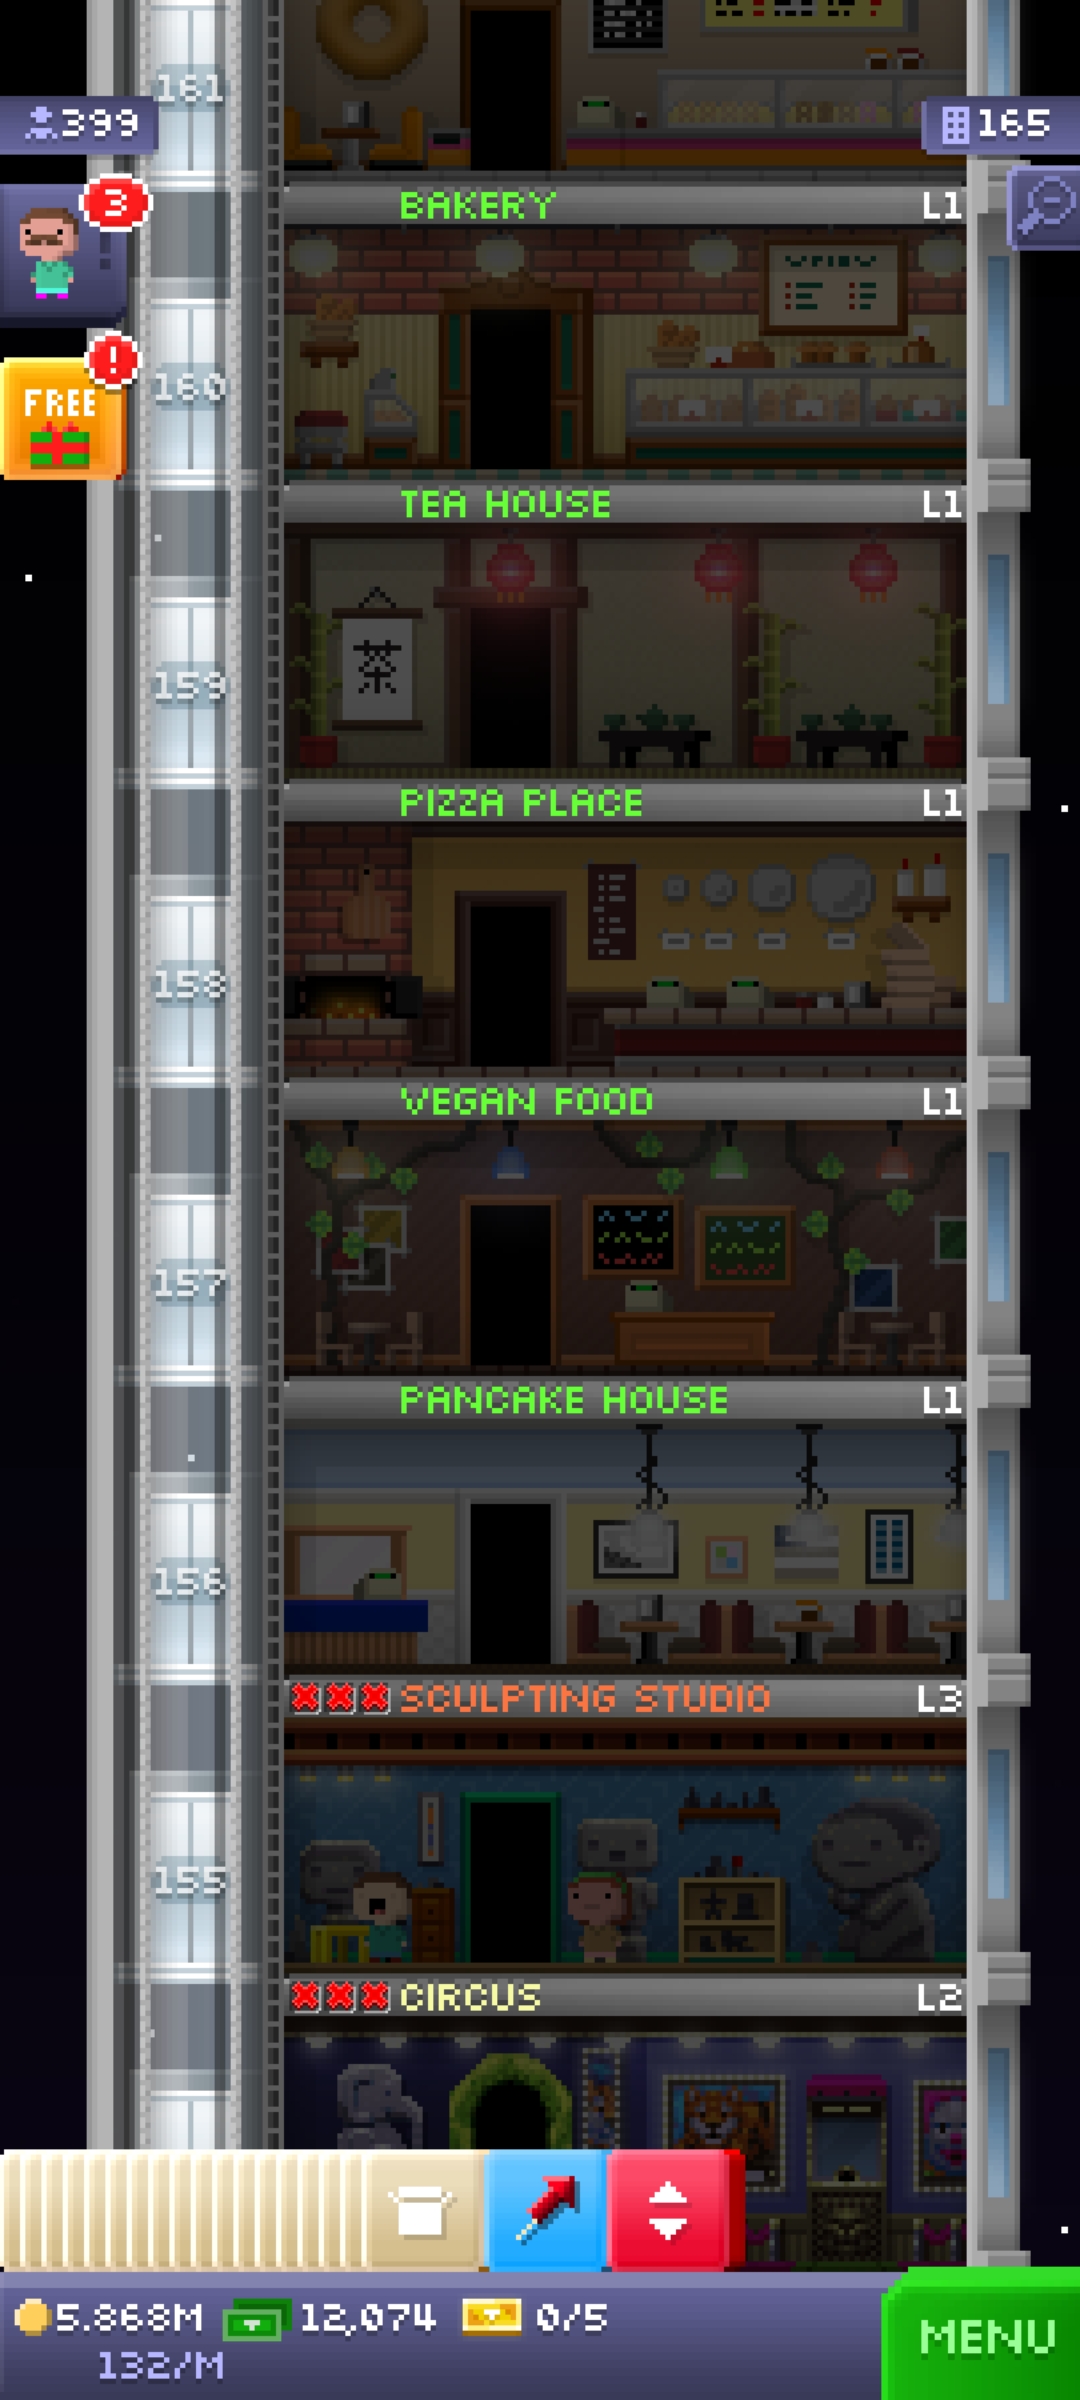 161
399
165
3
BAKERY L1
!
FREE
160
TEA HOUSE L1
茶
159
PIZZA PLACE L1
158
VEGAN FOOD L1
157
PANCAKE HOUSE L1
156
SCULPTING STUDIO L3
155
CIRCUS L2
5.868M 12,074 0/5
132/M
MENU